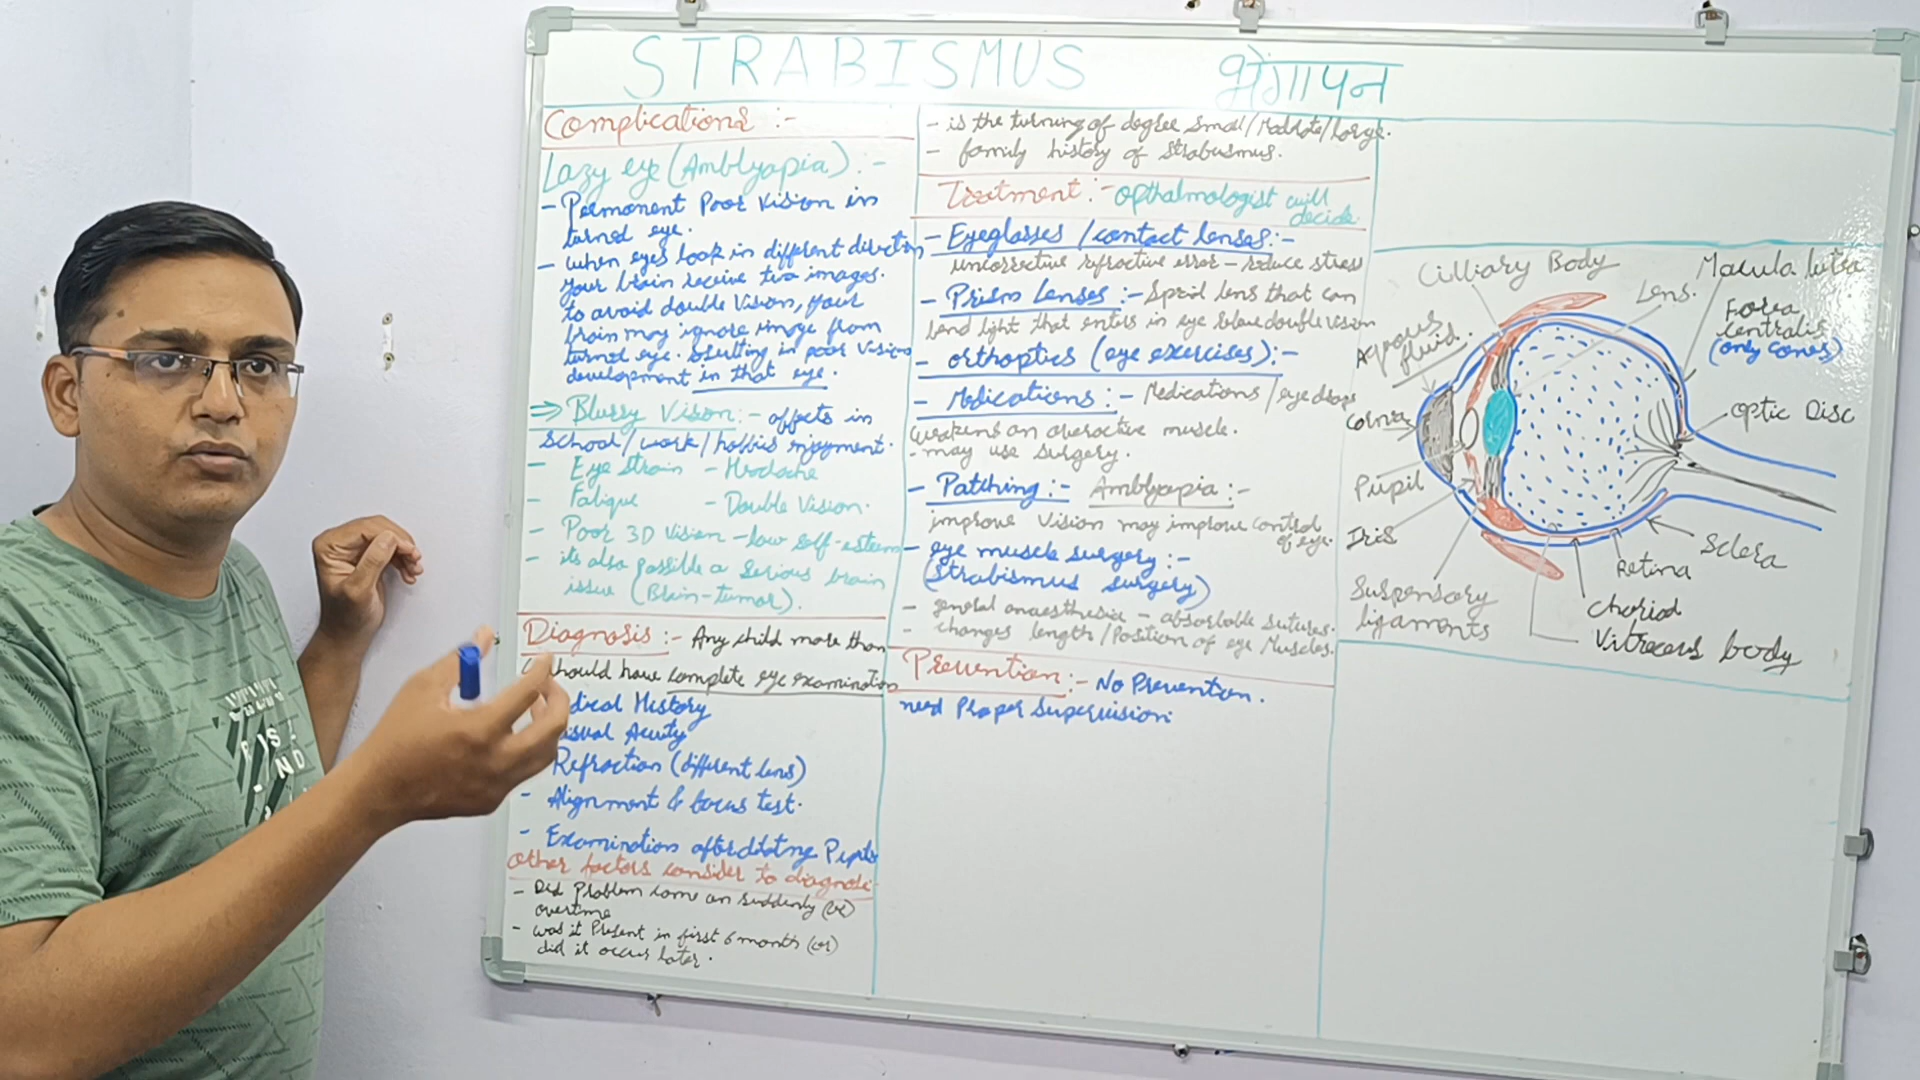 STRABISMUS भेंगापन
Complications :-
Lazy eye (Amblyopia) :-
- Permanent Poor Vision in
turned eye.
- when eyes look in different direction
your brain receive two images.
to avoid double Vision, your
brain may ignore image from
turned eye. resulting in poor vision
development in that eye.
⇒ Blurry Vison :- affects in
School / work / hobbies enjoyment.
- Eye strain - Headache
- Fatigue - Double Vision.
- Poor 3D Vision - low self-esteem
- its also possible a Serious brain
issue (Brain-tumor).
Diagnosis :- Any child more than
should have complete eye examination
dical History
isual Acuity
Refraction (different lens)
- Alignment & focus test.
- Examination after dilating Pupils
Other factors consider to diagnosi
- Did Problem come on suddenly (or)
overtime
- was it Present in first 6 month (or)
did it occur later.
- is the turning of degree small / Moderate / large.
- family history of strabismus.
Treatment :- opthalmologist will
decide.
- Eyeglasses / contact lenses :-
uncorrective refractive error - reduce stress
- Prism lenses :- Speial lens that can
bend light that enters in eye double vision
- orthoptics (eye exercises) :-
- Medications :- Medications / eye drops
weakens an overactive muscle.
- may use surgery.
- Patching :- Amblyopia :-
improve Vision may improve control
of eye.
- eye muscle surgery :-
(strabismus surgery)
- general anaesthesia - absorbable sutures.
- changes length / Position of eye Muscles.
Prevention :- No Prevention.
need Proper Supervision.
Cilliary Body
Macula lutea
Lens.
Fovea
centralis
(only cones)
Aqueous
fluid.
Cornea
Optic Disc
Pupil
Iris
Sclera
Retina
Suspensory
ligaments
Choriod
Vitreous body